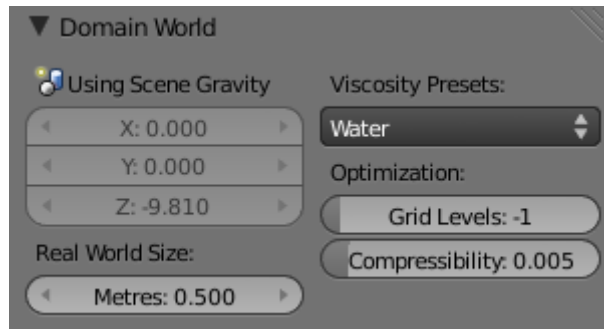 Domain World
Using Scene Gravity
X: 0.000
Y: 0.000
Z: -9.810
Real World Size:
Metres: 0.500
Viscosity Presets:
Water
Optimization:
Grid Levels: -1
Compressibility: 0.005